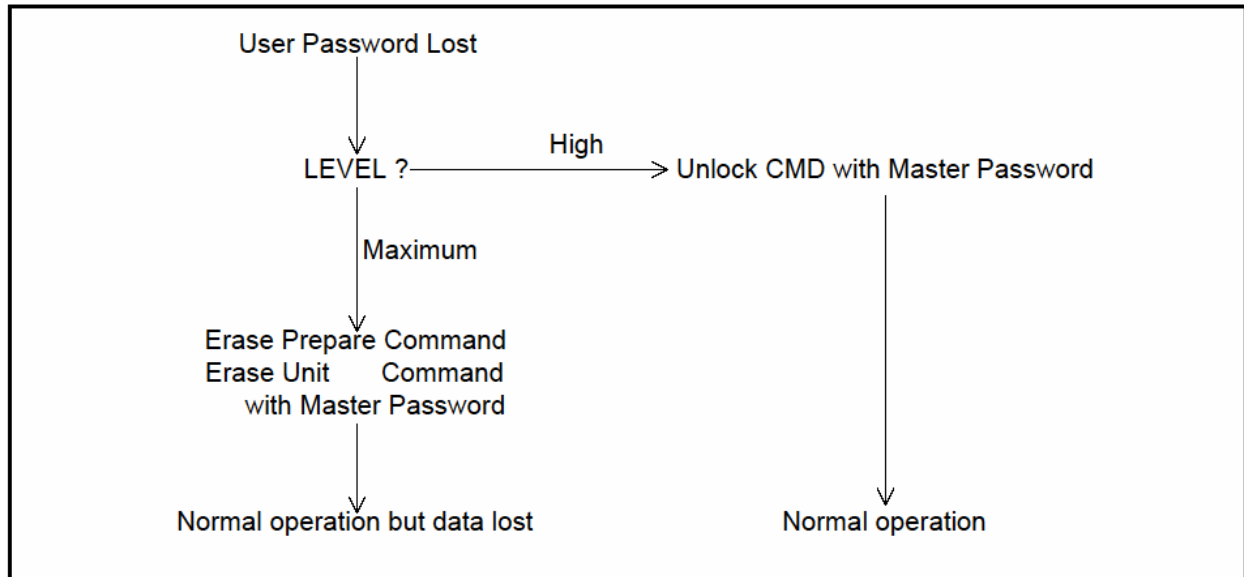 User Password Lost
High
LEVEL ?
Unlock CMD with Master Password
Maximum
Erase Prepare Command
Erase Unit Command
with Master Password
Normal operation but data lost
Normal operation